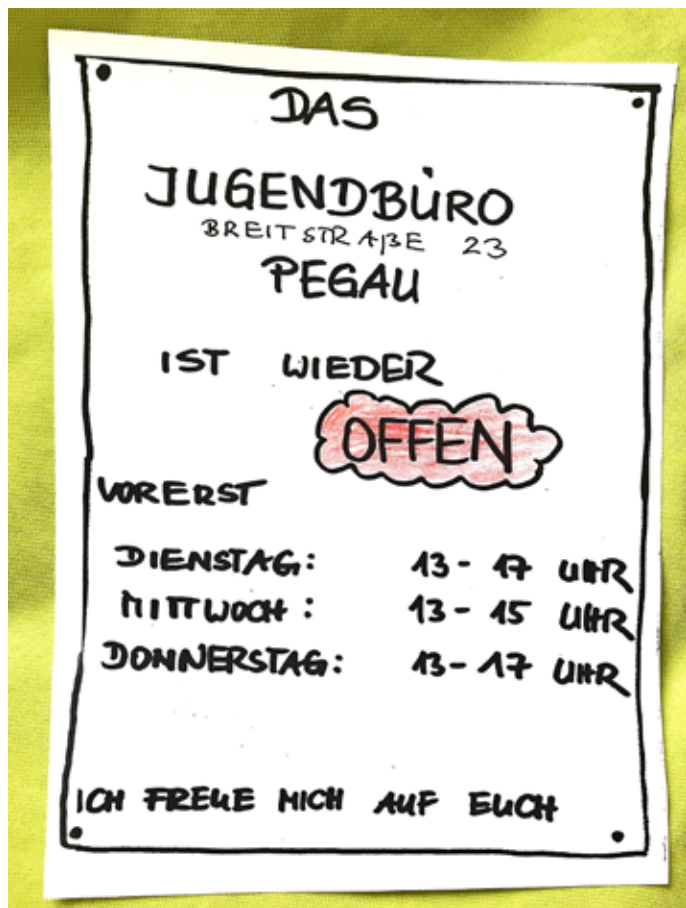 DAS
JUGENDBÜRO
BREITSTRAßE 23
PEGAU
IST WIEDER
OFFEN
VORERST
DIENSTAG: 13 - 17 UHR
MITTWOCH: 13 - 15 UHR
DONNERSTAG: 13 - 17 UHR
ICH FREUE MICH AUF EUCH